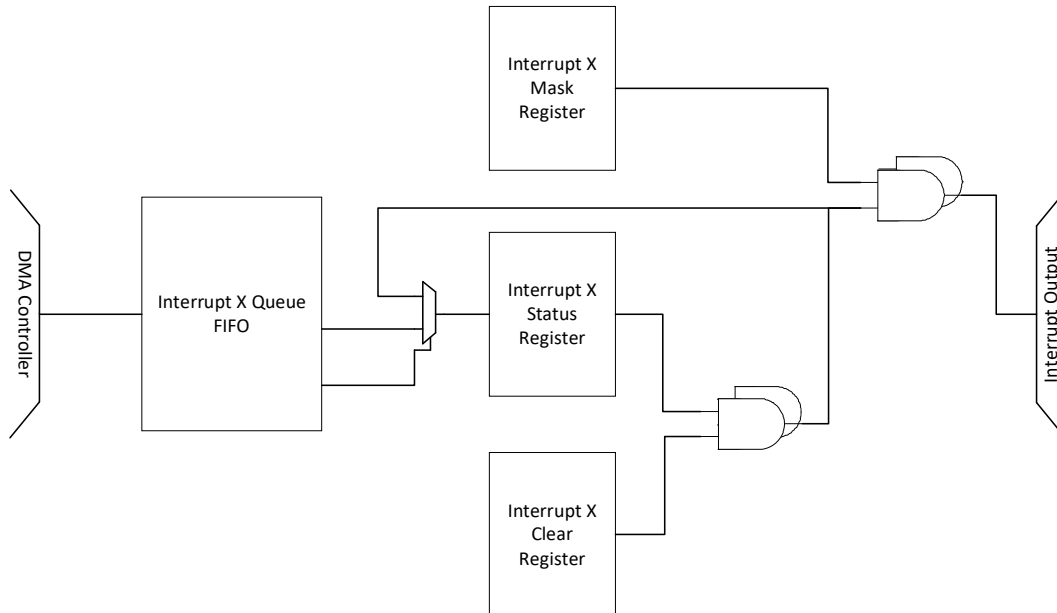 Interrupt X
Mask
Register
DMA Controller
Interrupt X Queue
FIFO
Interrupt X
Status
Register
Interrupt Output
Interrupt X
Clear
Register